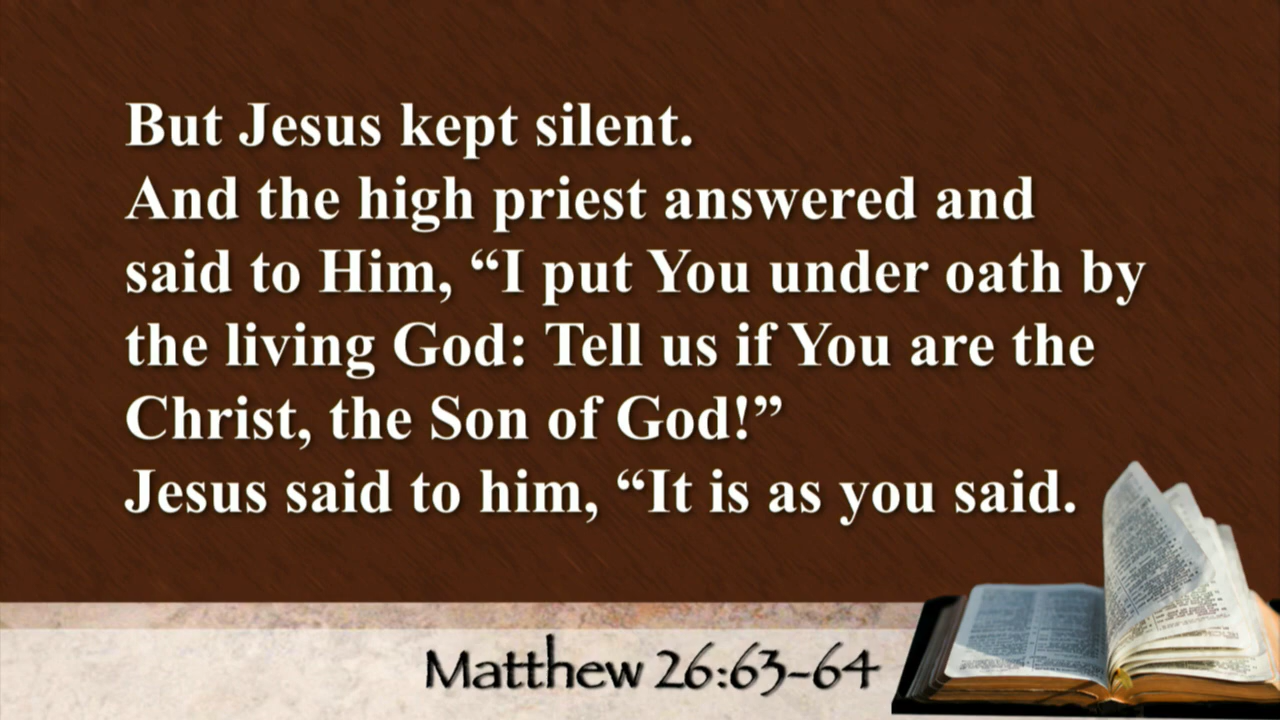 But Jesus kept silent.
And the high priest answered and
said to Him, “I put You under oath by
the living God: Tell us if You are the
Christ, the Son of God!”
Jesus said to him, “It is as you said.
Matthew 26:63-64